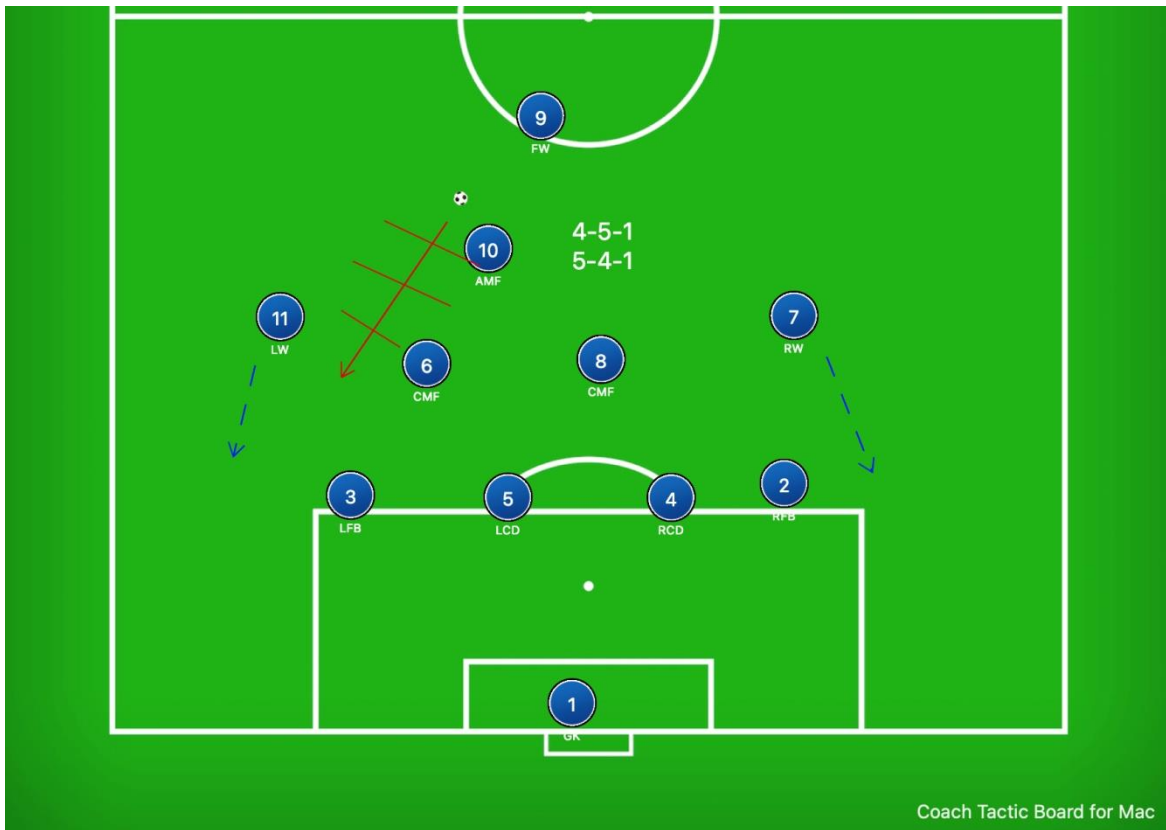 9
FW
10
AMF
4-5-1
5-4-1
11
LW
7
RW
6
CMF
8
CMF
3
LFB
5
LCD
4
RCD
2
RFB
1
GK
Coach Tactic Board for Mac